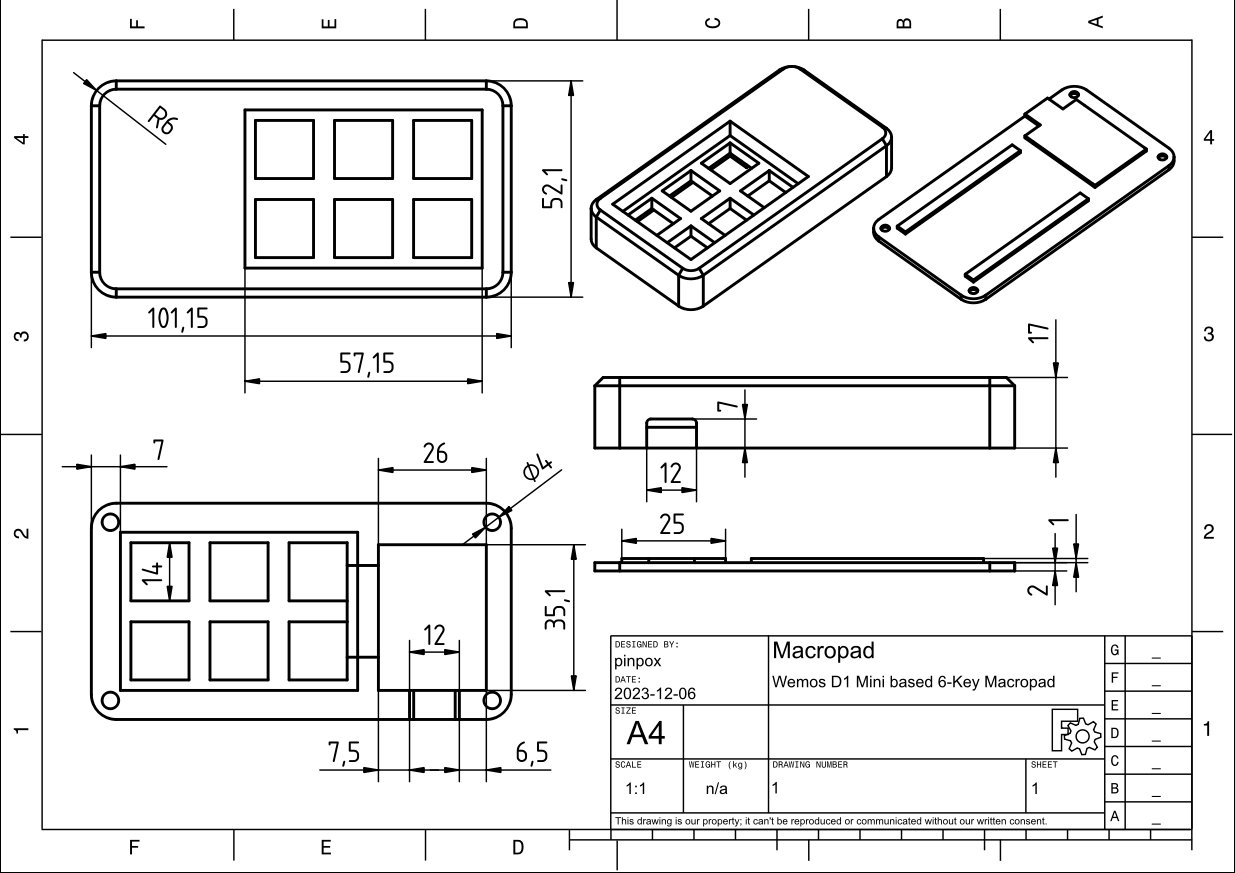 F E D C B A
4 4
R6
52,1
101,15
3 3
17
57,15
7
12
7 26 Φ4
2 2
25
1
2
14
35,1
12
DESIGNED BY:
pinpox
DATE:
2023-12-06
Macropad
Wemos D1 Mini based 6-Key Macropad
G _
F _
E _
D _
C _
B _
A _
SIZE
A4
1 1
7,5 6,5
SCALE
1:1
WEIGHT (kg)
n/a
DRAWING NUMBER
1
SHEET
1
This drawing is our property; it can't be reproduced or communicated without our written consent.
F E D